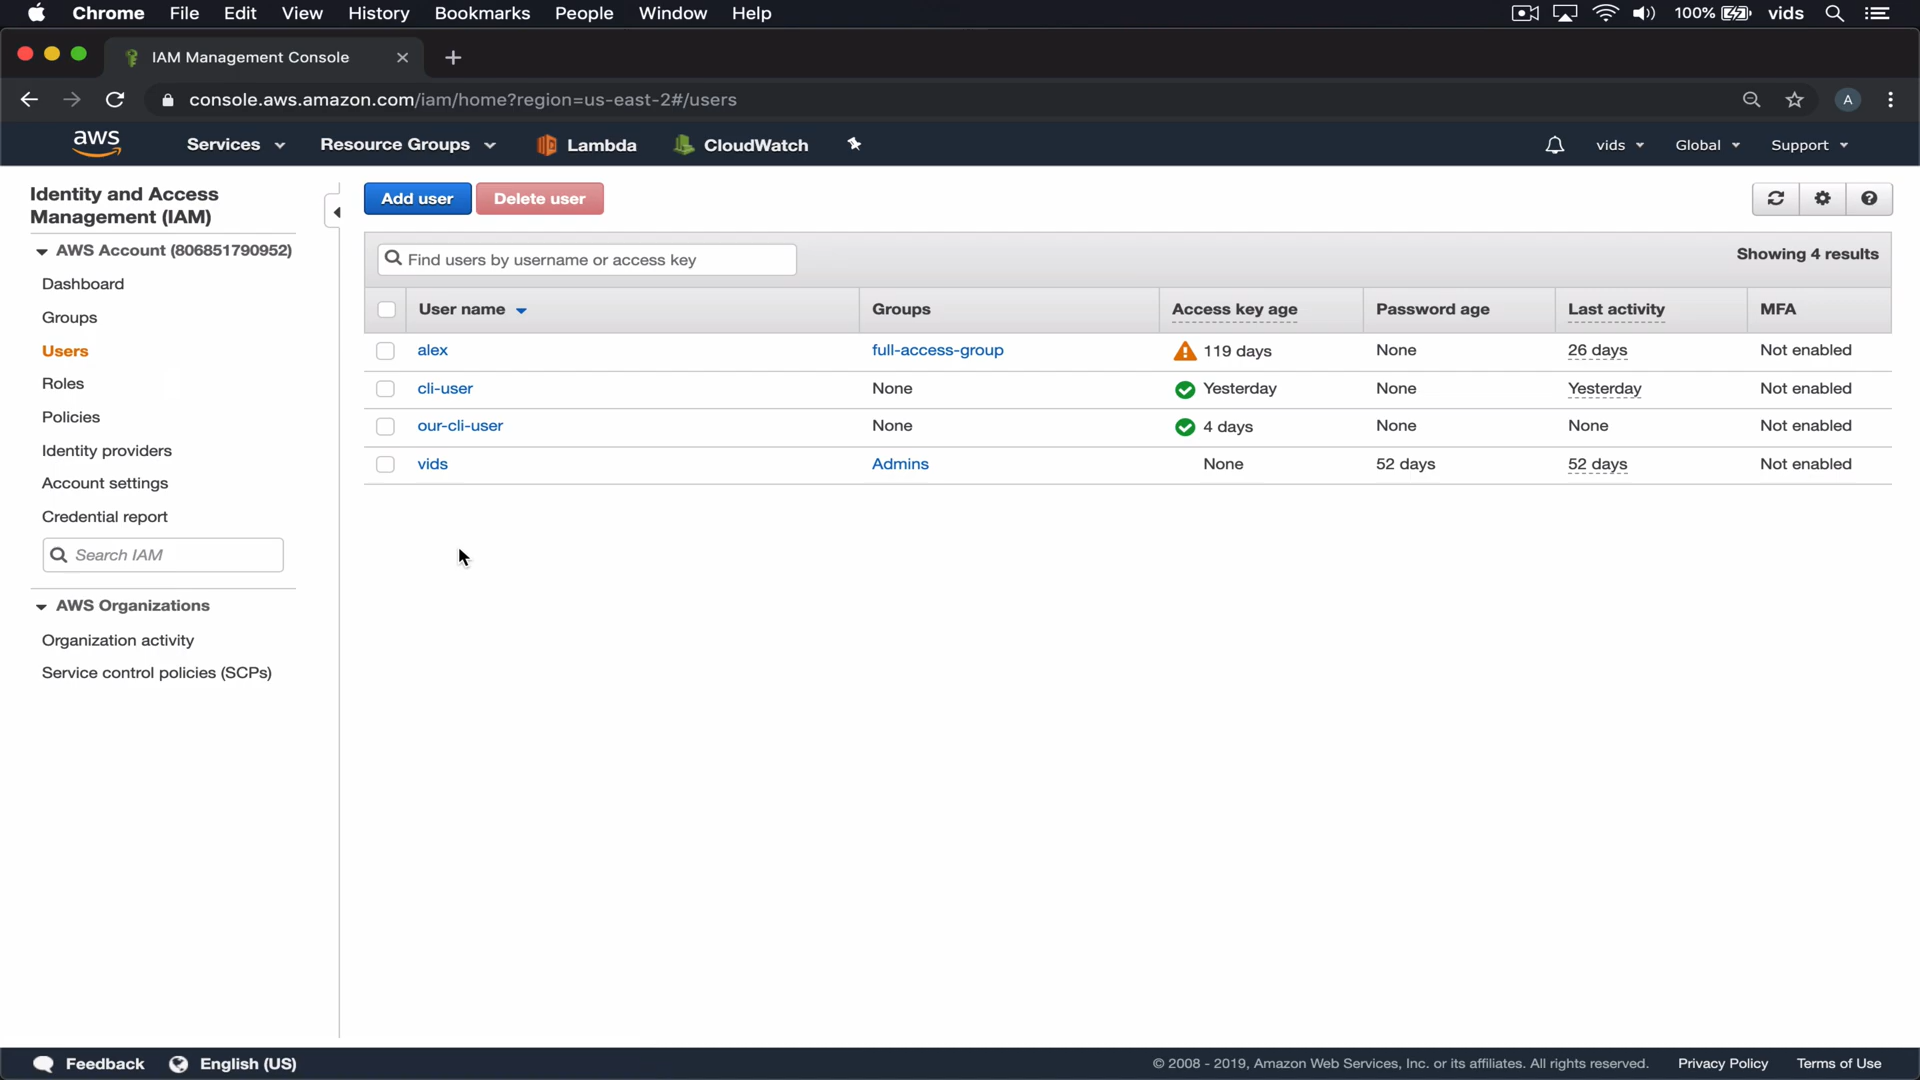 Chrome File Edit View History Bookmarks People Window Help 100% vids
IAM Management Console
console.aws.amazon.com/iam/home?region=us-east-2#/users A
aws Services Resource Groups Lambda CloudWatch vids Global Support
Identity and Access
Management (IAM)
AWS Account (806851790952)
Dashboard
Groups
Users
Roles
Policies
Identity providers
Account settings
Credential report
Search IAM
AWS Organizations
Organization activity
Service control policies (SCPs)
Add user Delete user
Find users by username or access key Showing 4 results
User name Groups Access key age Password age Last activity MFA
alex full-access-group 119 days None 26 days Not enabled
cli-user None Yesterday None Yesterday Not enabled
our-cli-user None 4 days None None Not enabled
vids Admins None 52 days 52 days Not enabled
Feedback English (US) © 2008 - 2019, Amazon Web Services, Inc. or its affiliates. All rights reserved. Privacy Policy Terms of Use